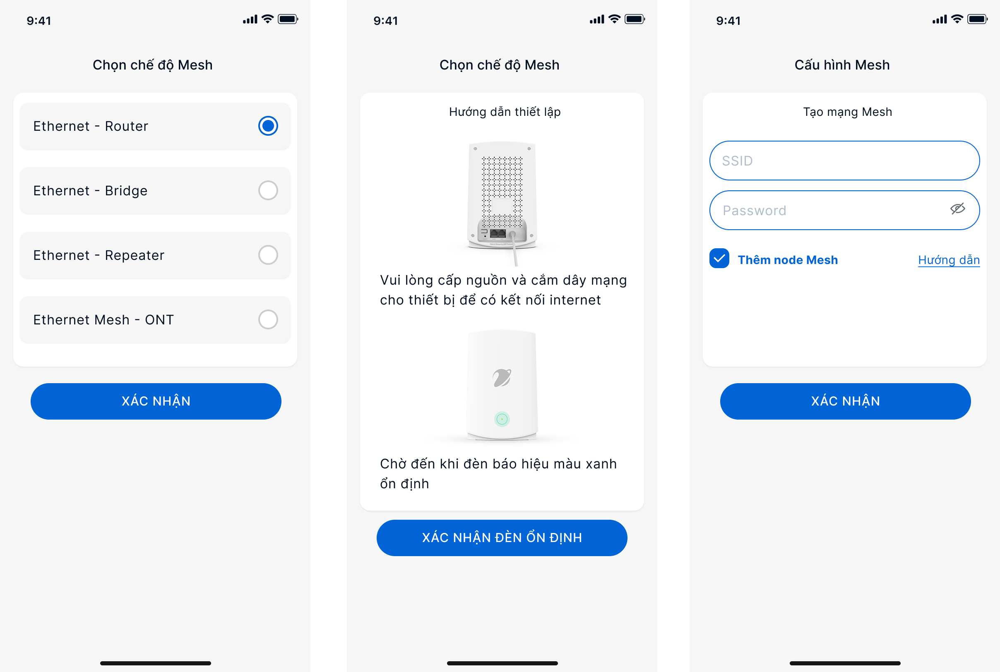 9:41
Chọn chế độ Mesh
Ethernet - Router
Ethernet - Bridge
Ethernet - Repeater
Ethernet Mesh - ONT
XÁC NHẬN
9:41
Chọn chế độ Mesh
Hướng dẫn thiết lập
Vui lòng cấp nguồn và cắm dây mạng
cho thiết bị để có kết nối internet
Chờ đến khi đèn báo hiệu màu xanh
ổn định
XÁC NHẬN ĐÈN ỔN ĐỊNH
9:41
Cấu hình Mesh
Tạo mạng Mesh
SSID
Password
Thêm node Mesh
Hướng dẫn
XÁC NHẬN